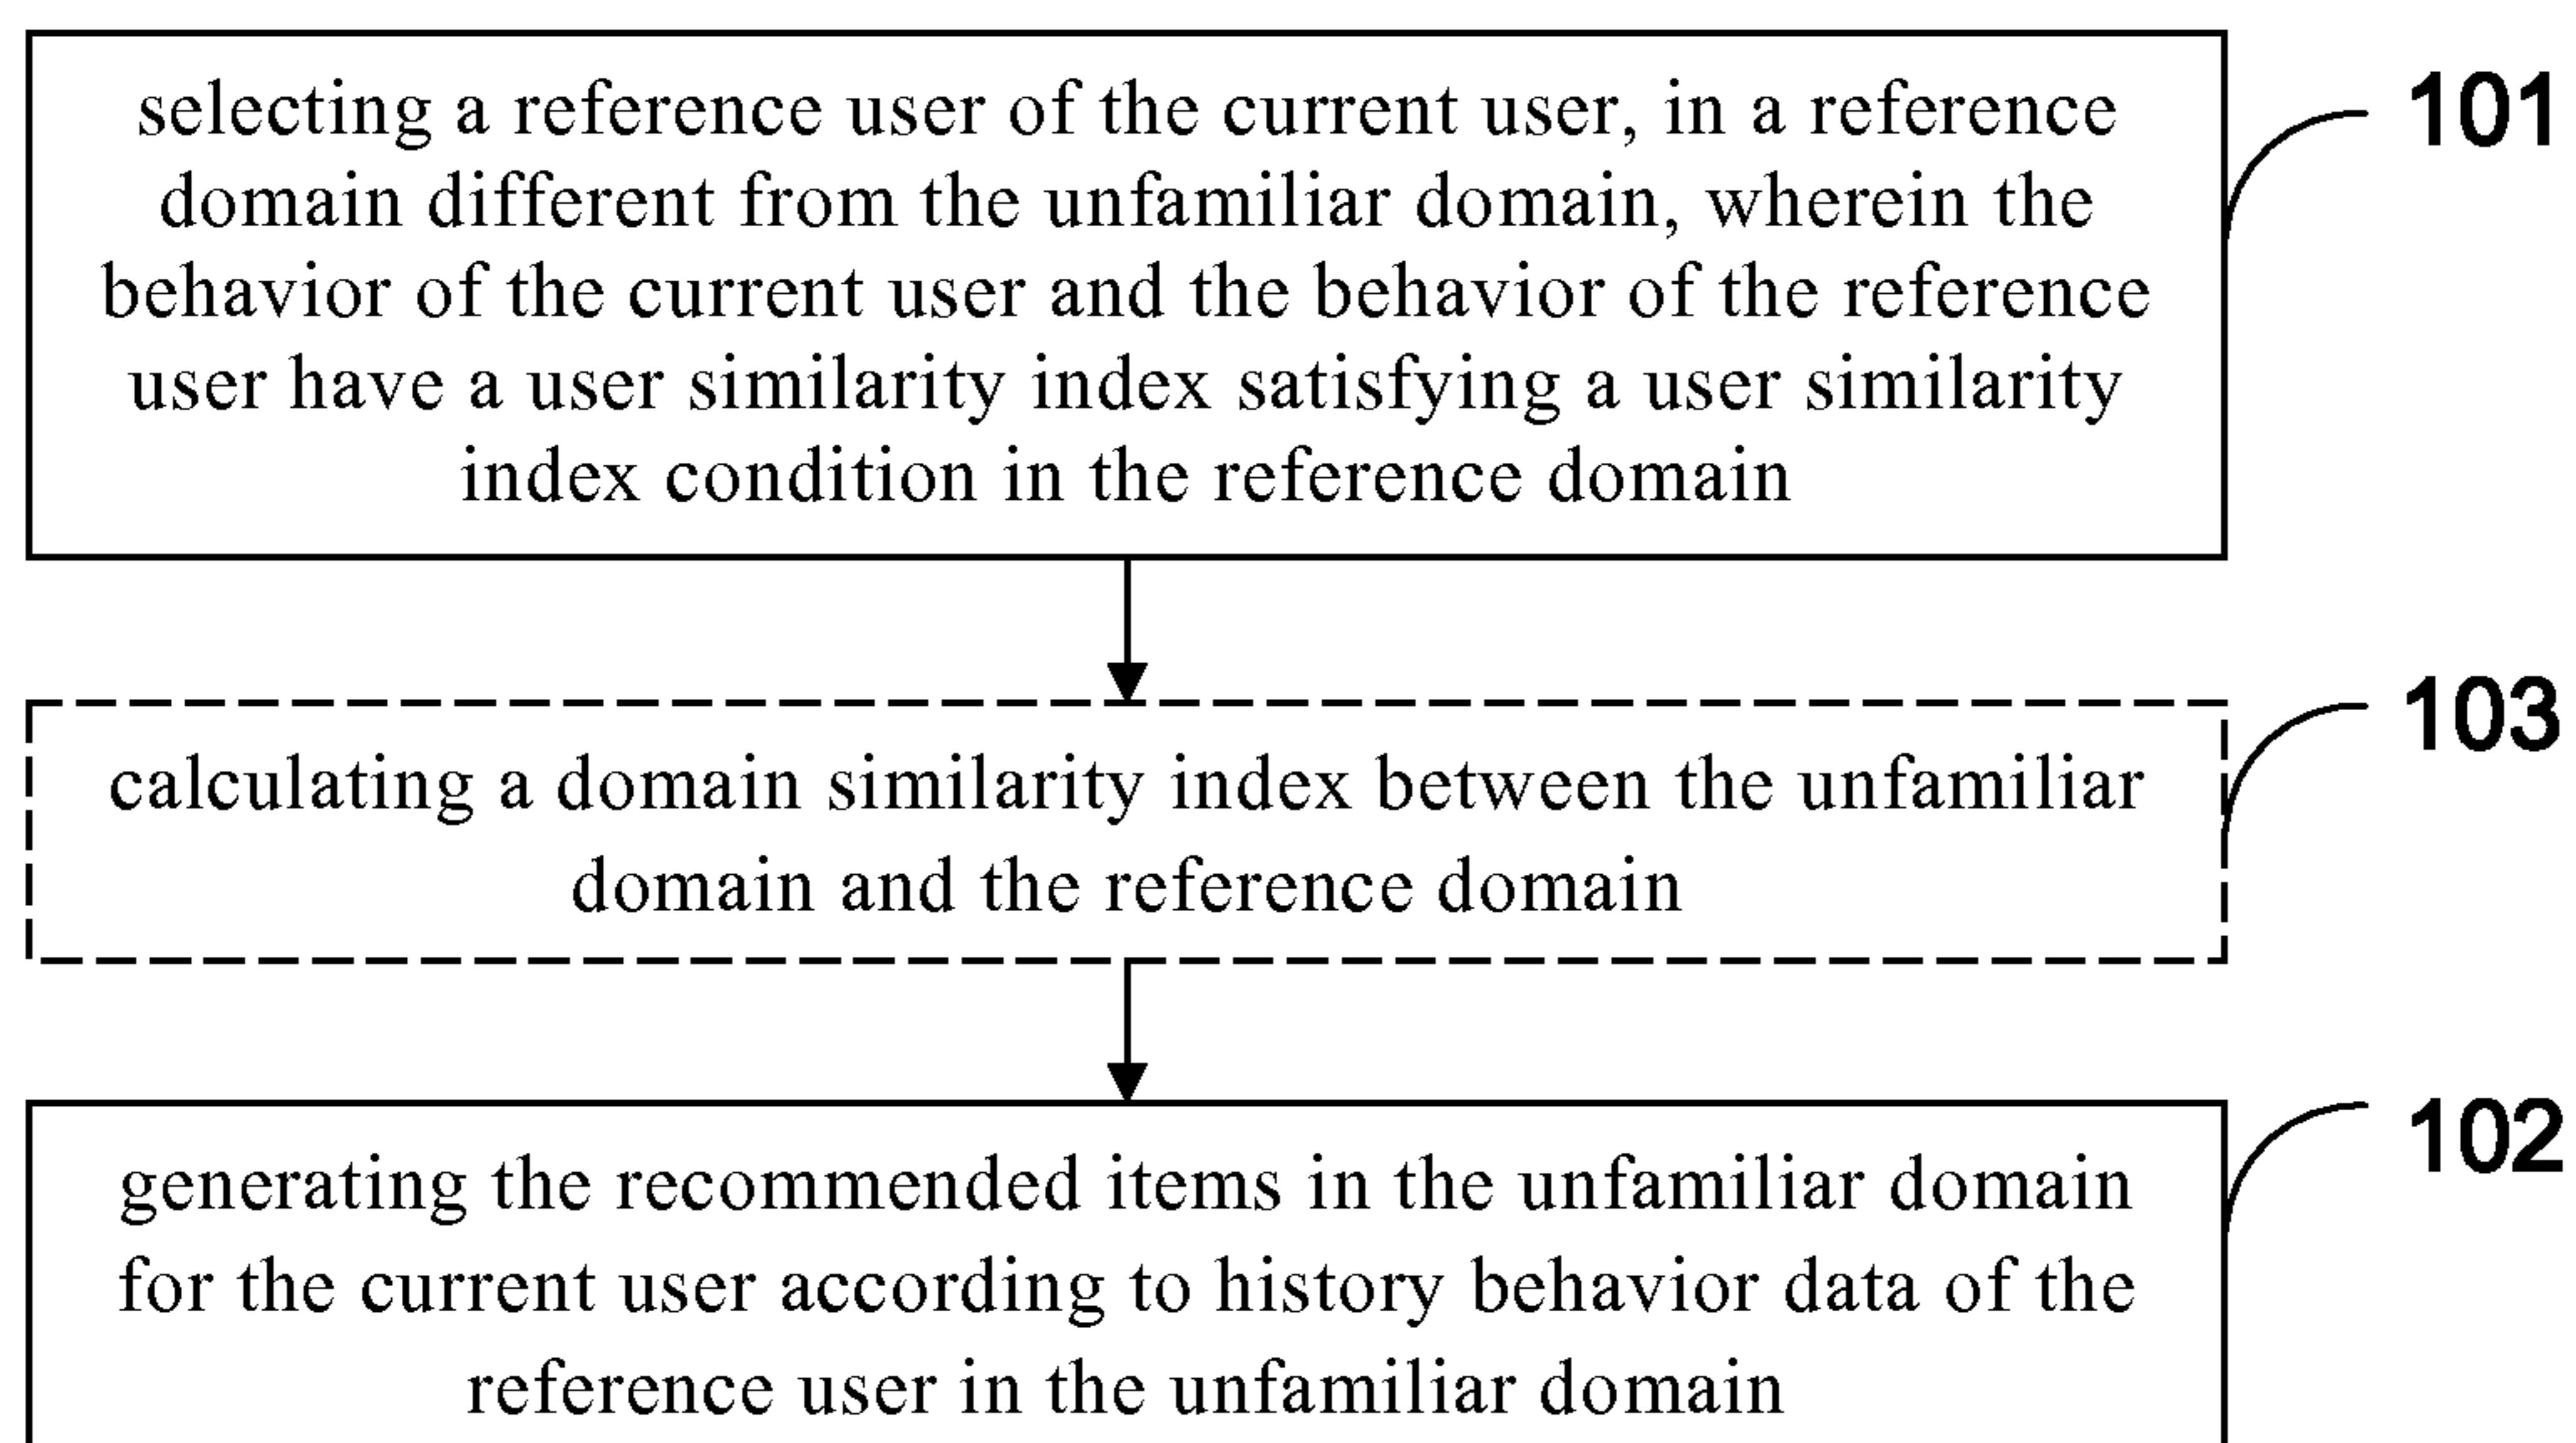 selecting a reference user of the current user, in a reference
domain different from the unfamiliar domain, wherein the
behavior of the current user and the behavior of the reference
user have a user similarity index satisfying a user similarity
index condition in the reference domain
101
calculating a domain similarity index between the unfamiliar
domain and the reference domain
103
generating the recommended items in the unfamiliar domain
for the current user according to history behavior data of the
reference user in the unfamiliar domain
102